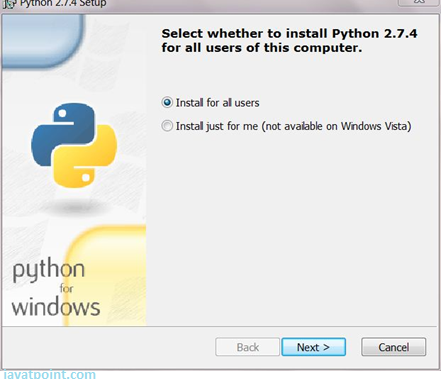 Python 2.7.4 Setup
Select whether to install Python 2.7.4
for all users of this computer.
Install for all users
Install just for me (not available on Windows Vista)
python
for
windows
Back
Next >
Cancel
javatpoint.com